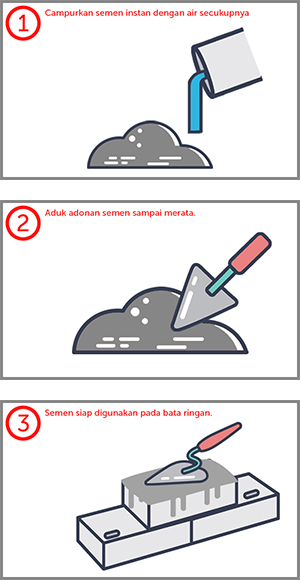 1
Campurkan semen instan dengan air secukupnya
2
Aduk adonan semen sampai merata.
3
Semen siap digunakan pada bata ringan.